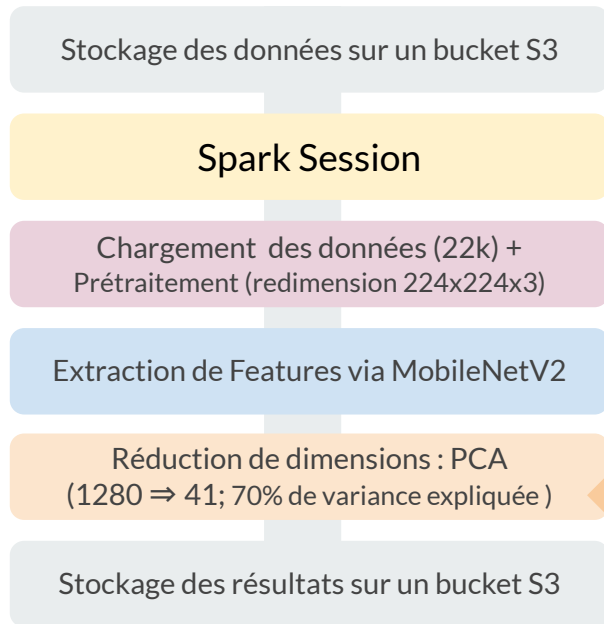 Stockage des données sur un bucket S3
Spark Session
Chargement des données (22k) +
Prétraitement (redimension 224x224x3)
Extraction de Features via MobileNetV2
Réduction de dimensions : PCA
(1280 ⇒ 41; 70% de variance expliquée )
Stockage des résultats sur un bucket S3